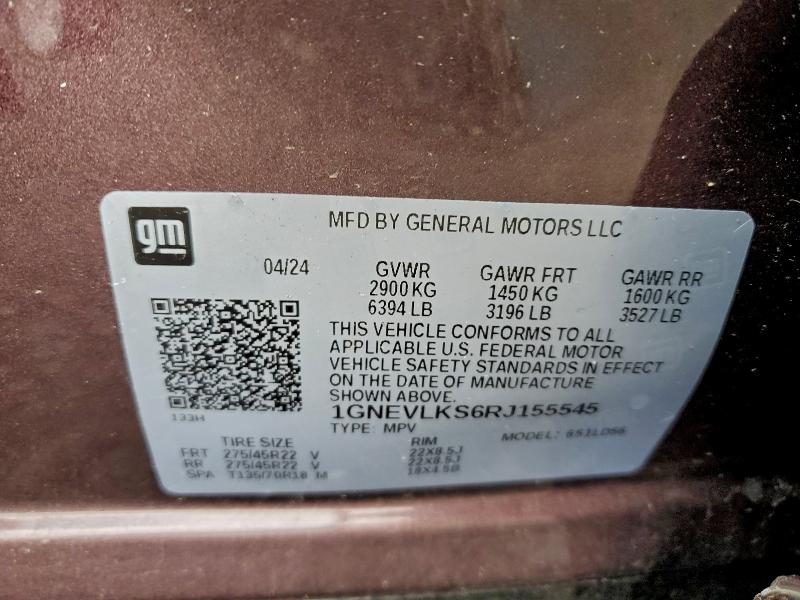 gm
MFD BY GENERAL MOTORS LLC
04/24
GVWR
2900 KG
6394 LB
GAWR FRT
1450 KG
3196 LB
GAWR RR
1600 KG
3527 LB
THIS VEHICLE CONFORMS TO ALL
APPLICABLE U.S. FEDERAL MOTOR
VEHICLE SAFETY STANDARDS IN EFFECT
ON THE DATE OF MANUFACTURE
SHOWN ABOVE.
133H
1GNEVLKS6RJ155545
TYPE: MPV
MODEL:
TIRE SIZE
RIM
FRT 275/45R22 V 22X8.5J
RR 275/45R22 V 22X8.5J
SPA T135/70R18 M 18X4.5B